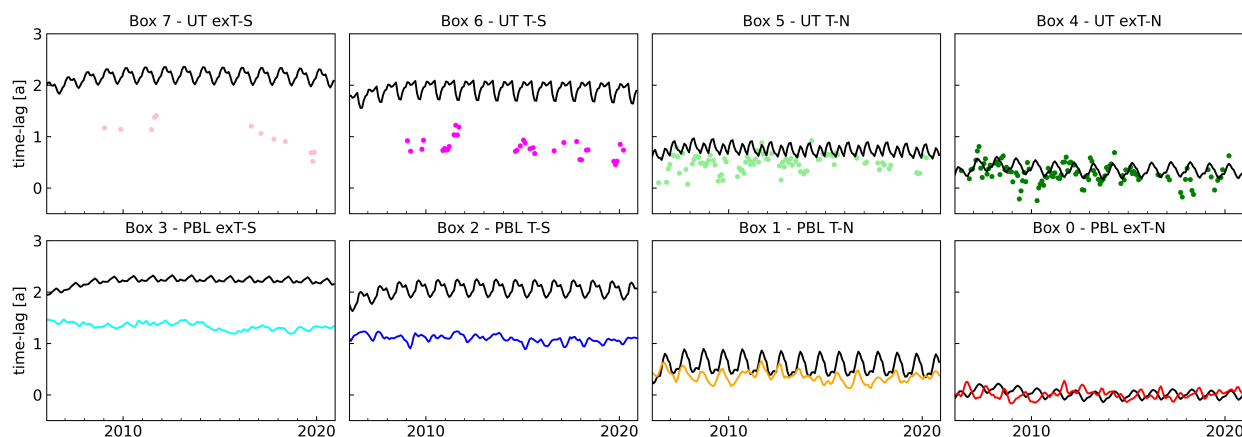 Box 7 - UT exT-S
Box 6 - UT T-S
Box 5 - UT T-N
Box 4 - UT exT-N
time-lag [a]
3
2
1
0
Box 3 - PBL exT-S
Box 2 - PBL T-S
Box 1 - PBL T-N
Box 0 - PBL exT-N
time-lag [a]
3
2
1
0
2010
2020
2010
2020
2010
2020
2010
2020